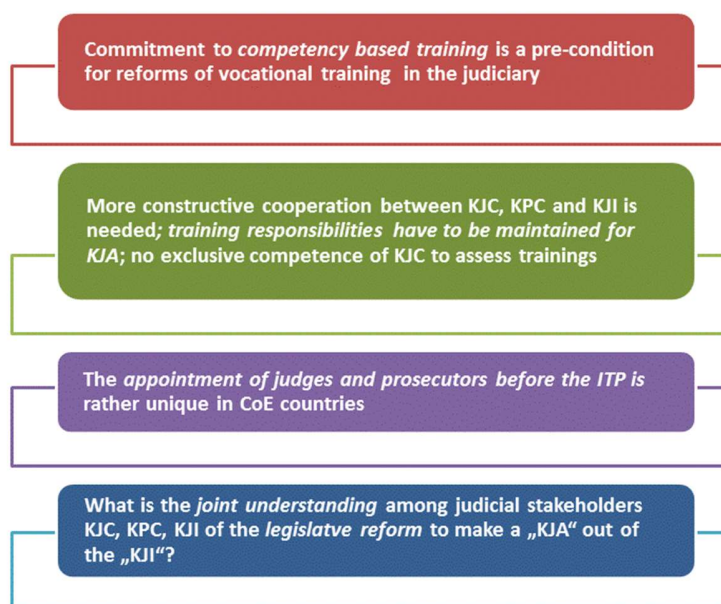 Commitment to competency based training is a pre-condition
for reforms of vocational training in the judiciary
More constructive cooperation between KJC, KPC and KJI is
needed; training responsibilities have to be maintained for
KJA; no exclusive competence of KJC to assess trainings
The appointment of judges and prosecutors before the ITP is
rather unique in CoE countries
What is the joint understanding among judicial stakeholders
KJC, KPC, KJI of the legislatve reform to make a „KJA“ out of
the „KJI“?